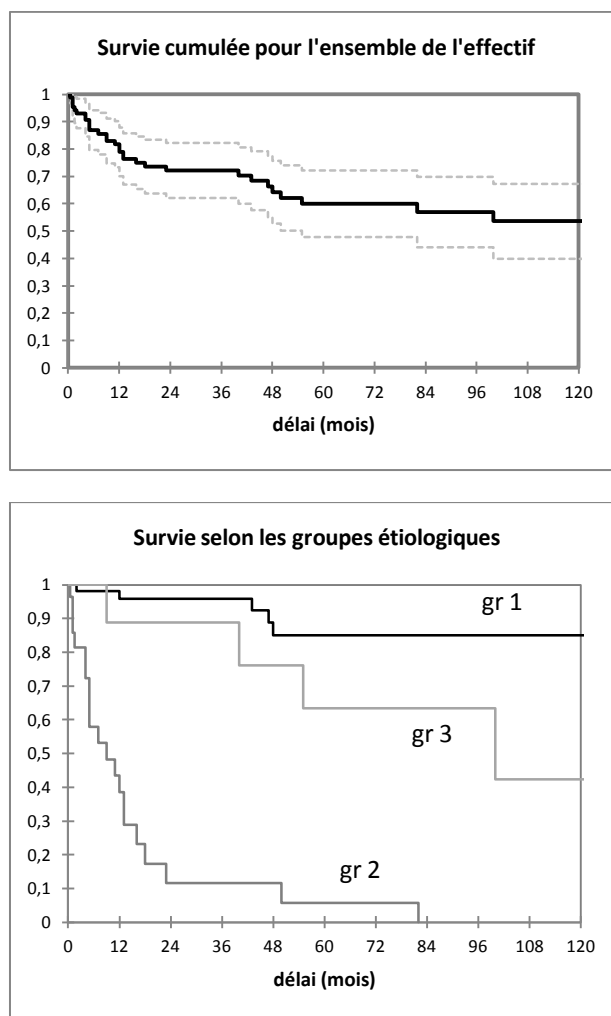 Survie cumulée pour l'ensemble de l'effectif
1
0,9
0,8
0,7
0,6
0,5
0,4
0,3
0,2
0,1
0
0 12 24 36 48 60 72 84 96 108 120
délai (mois)
Survie selon les groupes étiologiques
1
0,9
0,8
0,7
0,6
0,5
0,4
0,3
0,2
0,1
0
gr 1
gr 3
gr 2
0 12 24 36 48 60 72 84 96 108 120
délai (mois)